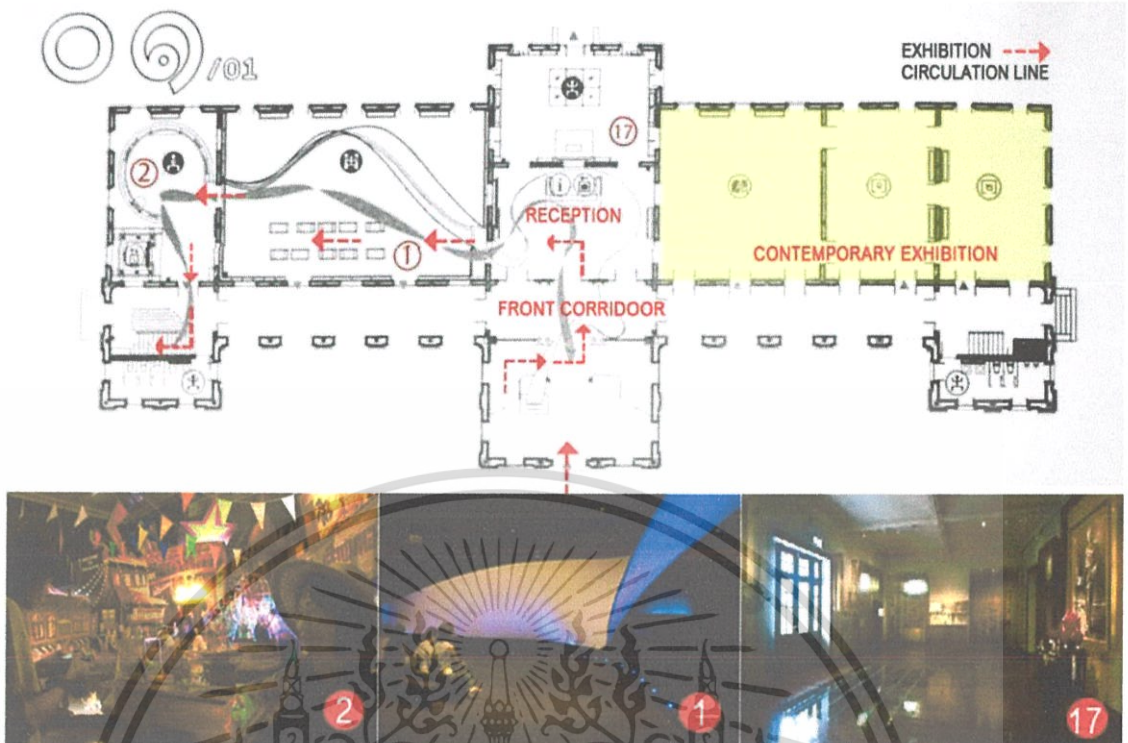 /01
EXHIBITION
CIRCULATION LINE
17
2
RECEPTION
1
CONTEMPORARY EXHIBITION
FRONT CORRIDOOR
2
1
17